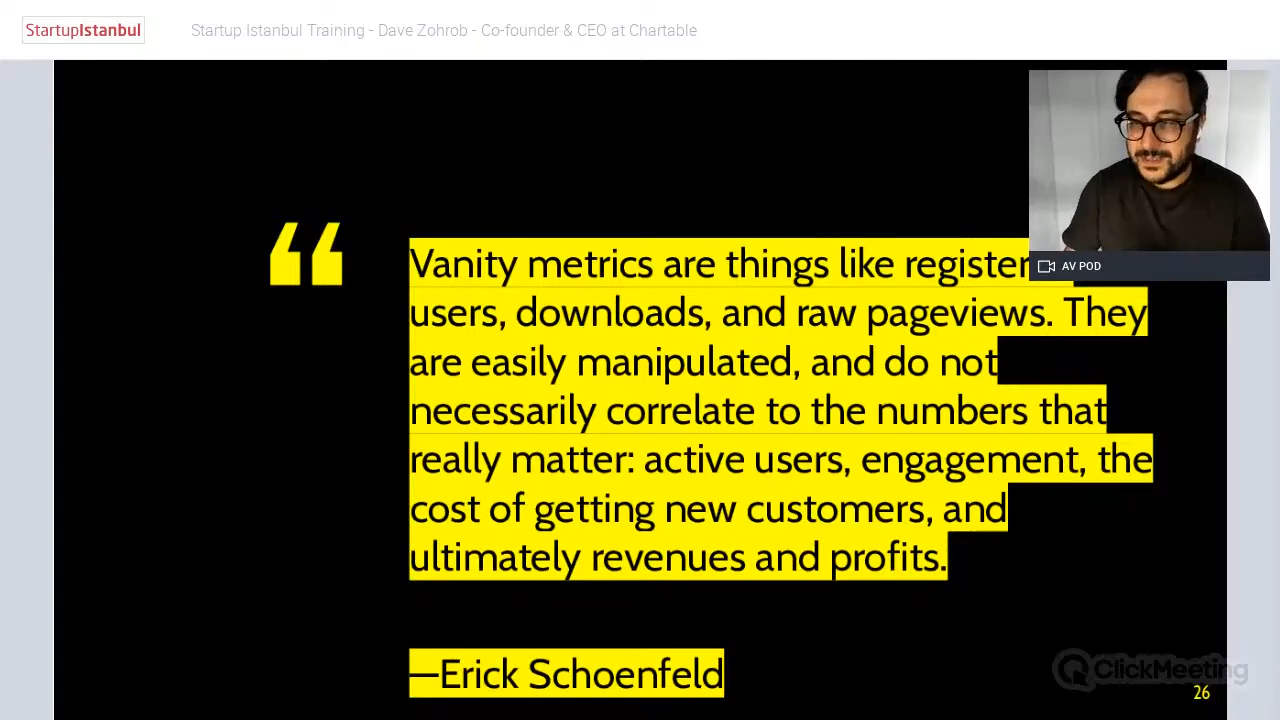 StartupIstanbul
Startup Istanbul Training - Dave Zohrob - Co-founder & CEO at Chartable
AV POD
“
Vanity metrics are things like register
users, downloads, and raw pageviews. They
are easily manipulated, and do not
necessarily correlate to the numbers that
really matter: active users, engagement, the
cost of getting new customers, and
ultimately revenues and profits.
—Erick Schoenfeld
ClickMeeting
26